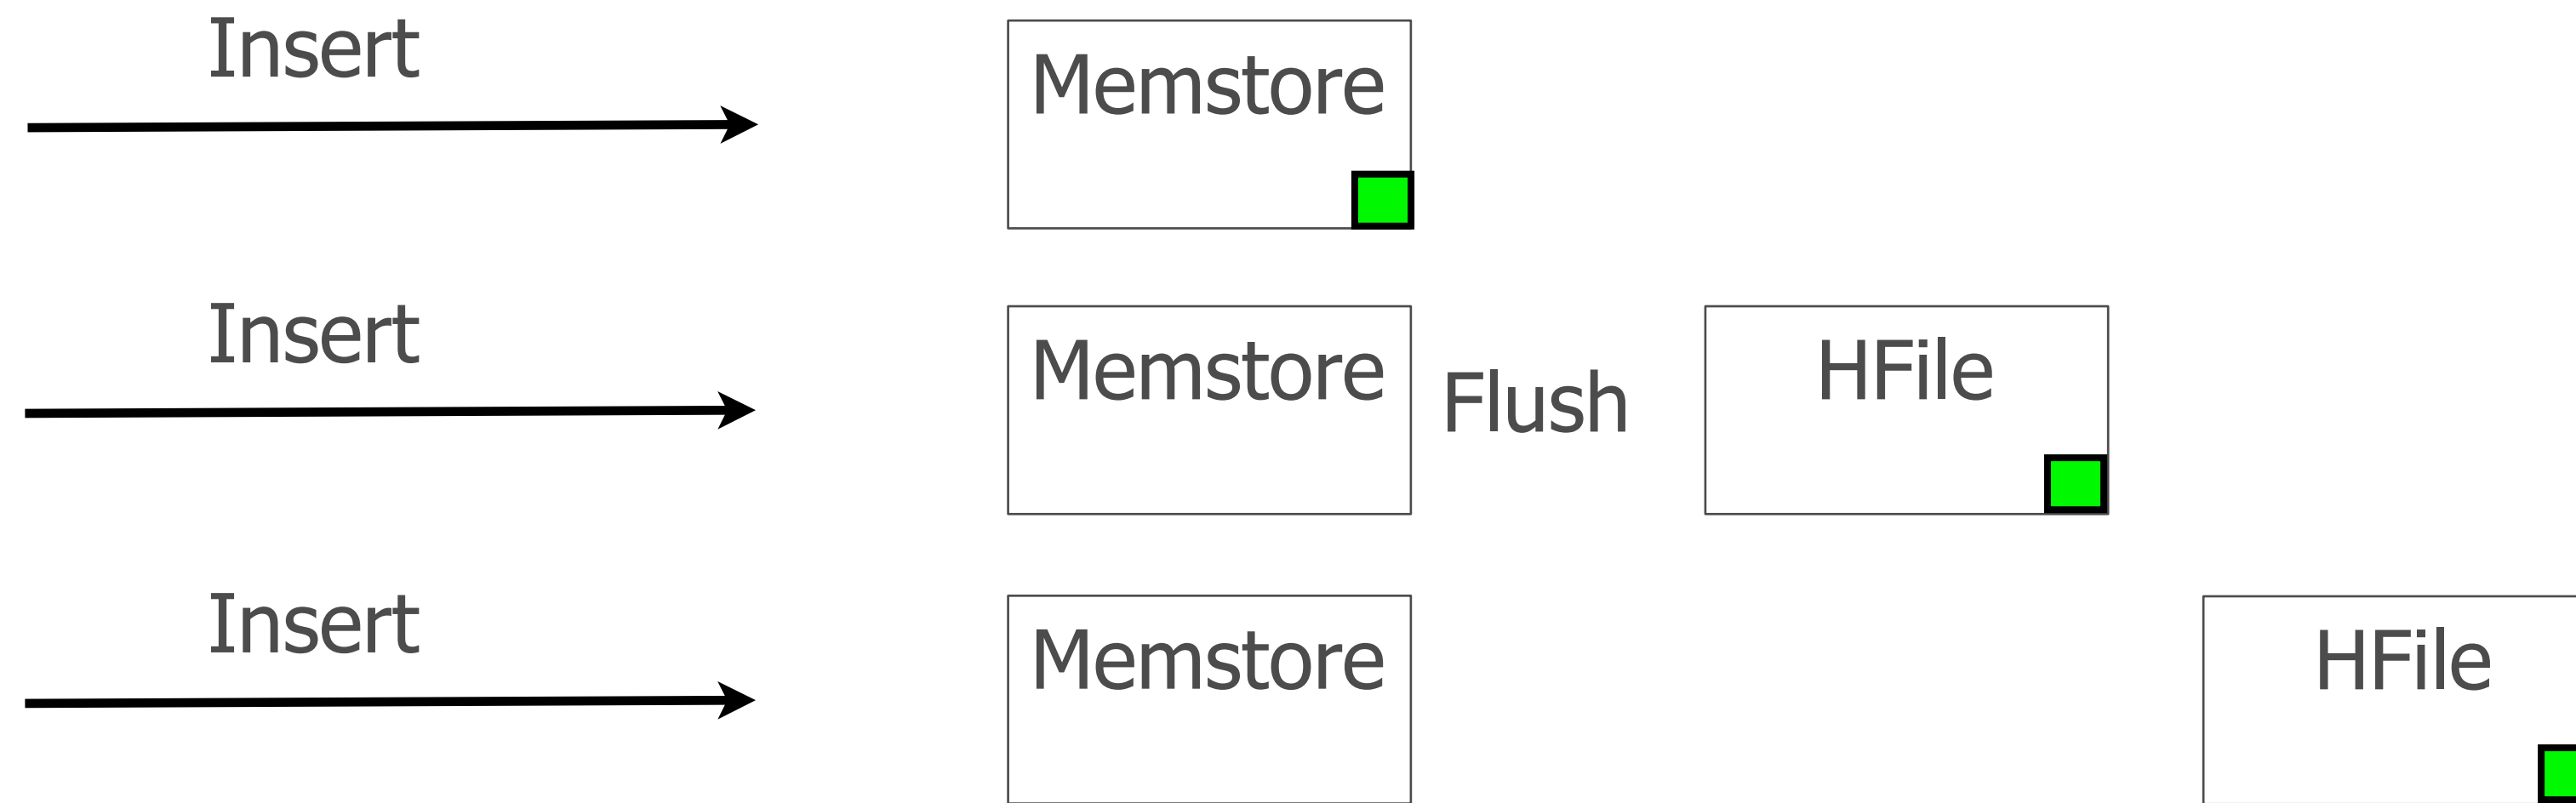 Insert
Memstore
Insert
Memstore
Flush
HFile
Insert
Memstore
HFile